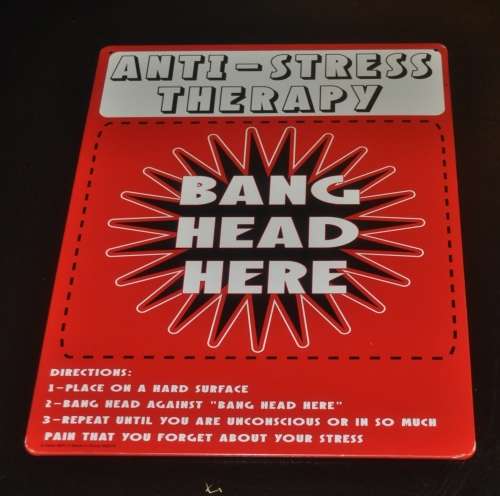 ANTI-STRESS
THERAPY
BANG
HEAD
HERE
DIRECTIONS:
1-PLACE ON A HARD SURFACE
2-BANG HEAD AGAINST "BANG HEAD HERE"
3-REPEAT UNTIL YOU ARE UNCONSCIOUS OR IN SO MUCH
PAIN THAT YOU FORGET ABOUT YOUR STRESS